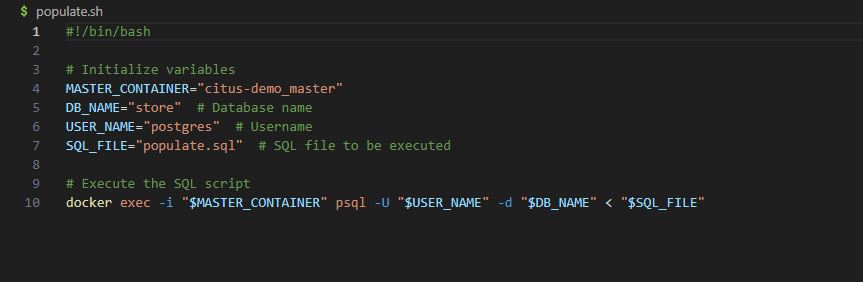 $ populate.sh
1 #!/bin/bash
2
3 # Initialize variables
4 MASTER_CONTAINER="citus-demo_master"
5 DB_NAME="store"  # Database name
6 USER_NAME="postgres"  # Username
7 SQL_FILE="populate.sql"  # SQL file to be executed
8
9 # Execute the SQL script
10 docker exec -i "$MASTER_CONTAINER" psql -U "$USER_NAME" -d "$DB_NAME" < "$SQL_FILE"